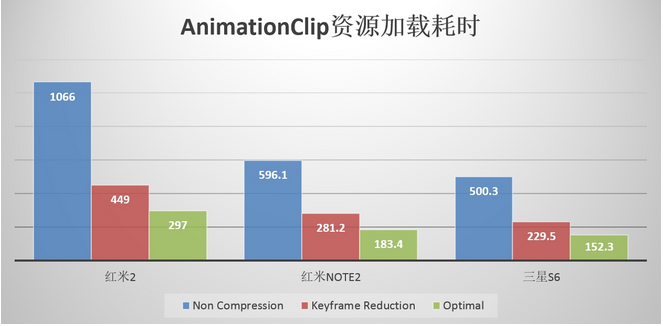 AnimationClip资源加载耗时
1066
449
297
596.1
281.2
183.4
500.3
229.5
152.3
红米2
红米NOTE2
三星S6
Non Compression
Keyframe Reduction
Optimal